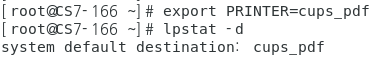 [root@CS7-166 ~]# export PRINTER=cups_pdf
[root@CS7-166 ~]# lpstat -d
system default destination: cups_pdf